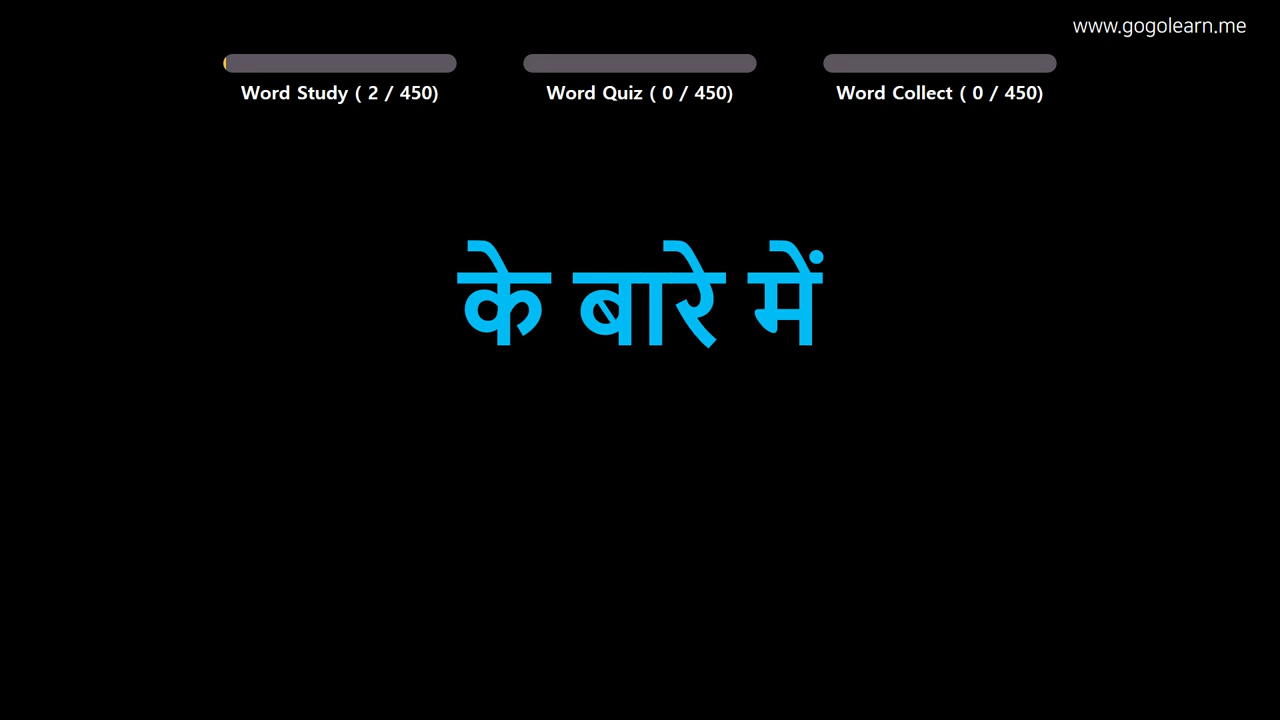 www.gogolearn.me
Word Study ( 2 / 450)
Word Quiz ( 0 / 450)
Word Collect ( 0 / 450)
के बारे में